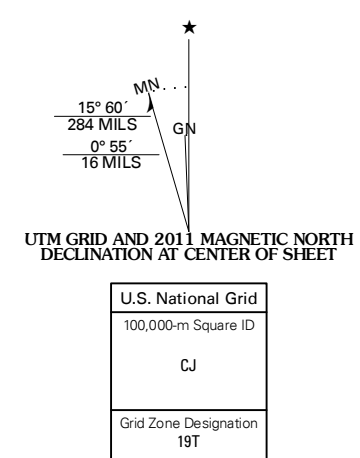 ★
MN
15° 60´
284 MILS
GN
0° 55´
16 MILS
UTM GRID AND 2011 MAGNETIC NORTH
DECLINATION AT CENTER OF SHEET
U.S. National Grid
100,000-m Square ID
CJ
Grid Zone Designation
19T